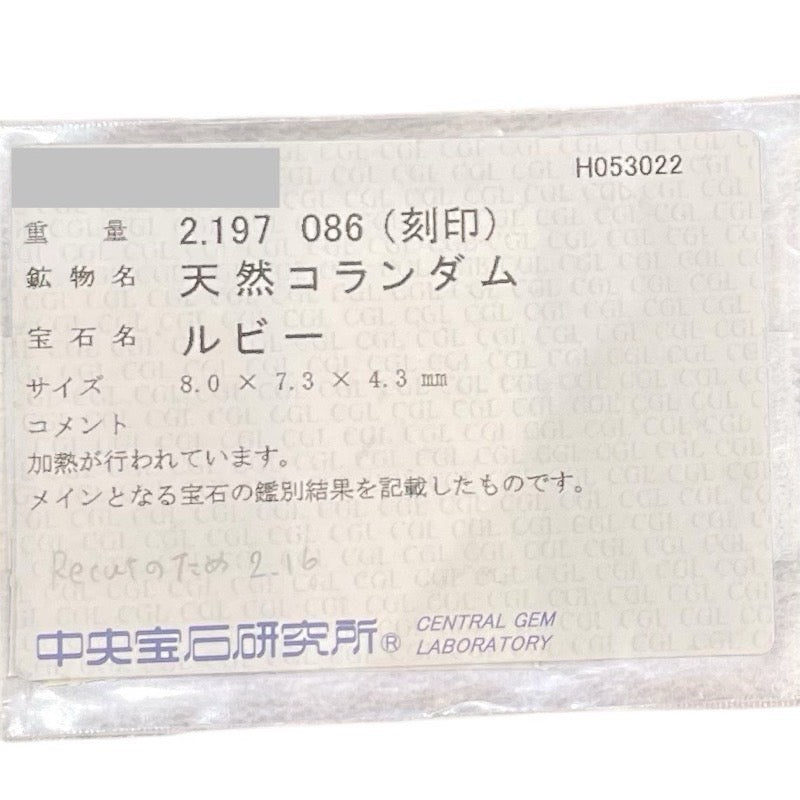 H053022
重量 2.197 086（刻印）
鉱物名 天然コランダム
宝石名 ルビー
サイズ 8.0 × 7.3 × 4.3 ㎜
コメント
加熱が行われています。
メインとなる宝石の鑑別結果を記載したものです。
Recutのため 2.16
中央宝石研究所® CENTRAL GEM
LABORATORY